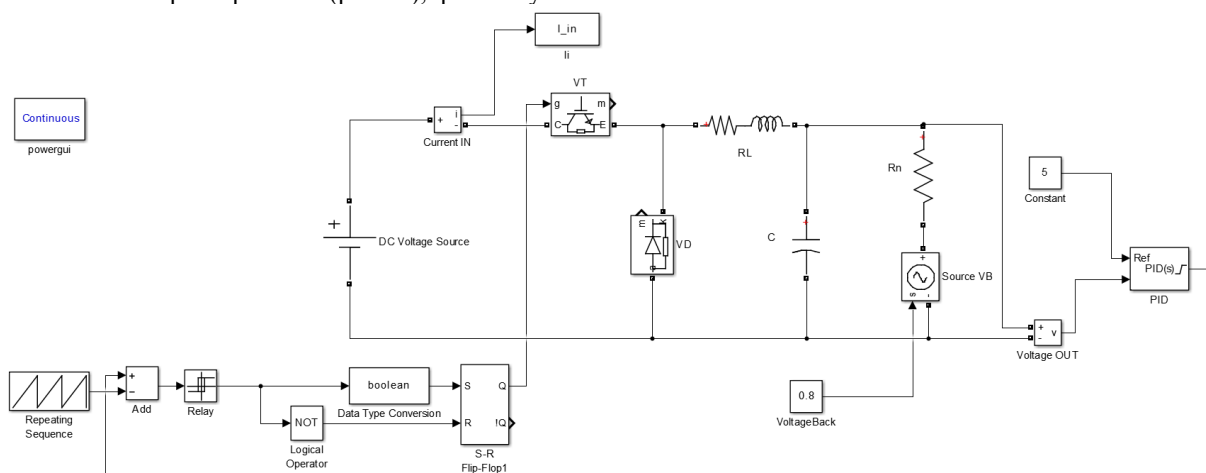 I_in
Ii
VT
g
m
C
E
Continuous
powergui
+
i
-
Current IN
RL
Rn
5
Constant
+
DC Voltage Source
m
k
a
VD
C
+
s
-
Source VB
Ref
PID(s)
PID
+
-
v
Voltage OUT
Repeating
Sequence
+
−
Add
Relay
boolean
Data Type Conversion
NOT
Logical
Operator
S
R
Q
!Q
S-R
Flip-Flop1
0.8
VoltageBack